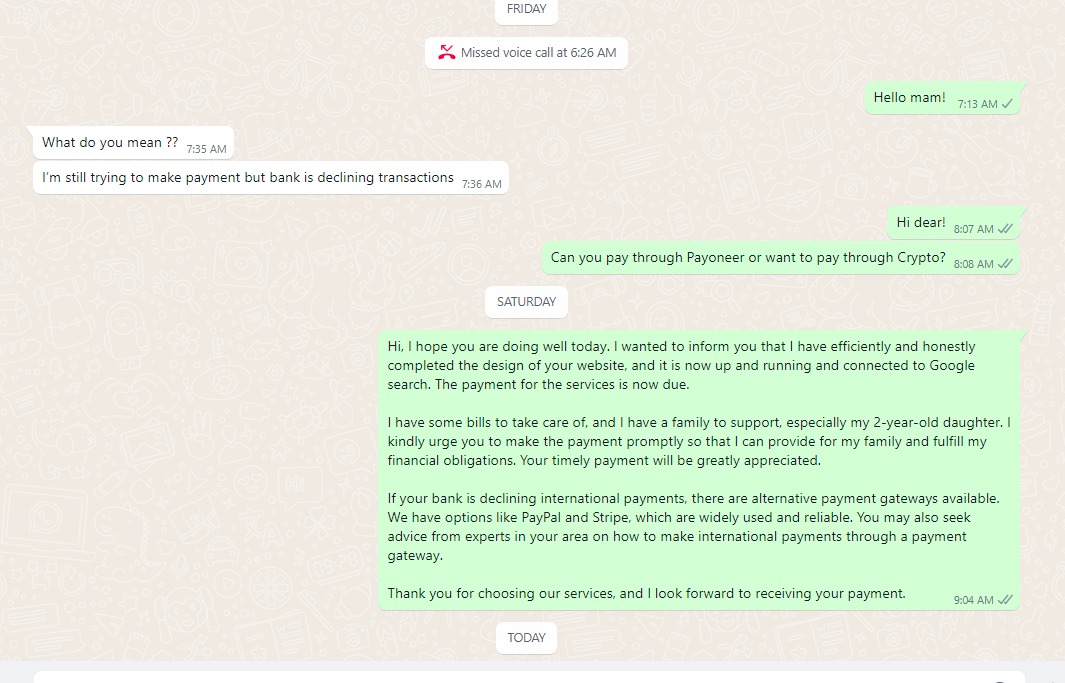 FRIDAY
Missed voice call at 6:26 AM
Hello mam! 7:13 AM
What do you mean ?? 7:35 AM
I'm still trying to make payment but bank is declining transactions 7:36 AM
Hi dear! 8:07 AM
Can you pay through Payoneer or want to pay through Crypto? 8:08 AM
SATURDAY
Hi, I hope you are doing well today. I wanted to inform you that I have efficiently and honestly
completed the design of your website, and it is now up and running and connected to Google
search. The payment for the services is now due.
I have some bills to take care of, and I have a family to support, especially my 2-year-old daughter. I
kindly urge you to make the payment promptly so that I can provide for my family and fulfill my
financial obligations. Your timely payment will be greatly appreciated.
If your bank is declining international payments, there are alternative payment gateways available.
We have options like PayPal and Stripe, which are widely used and reliable. You may also seek
advice from experts in your area on how to make international payments through a payment
gateway.
Thank you for choosing our services, and I look forward to receiving your payment. 9:04 AM
TODAY